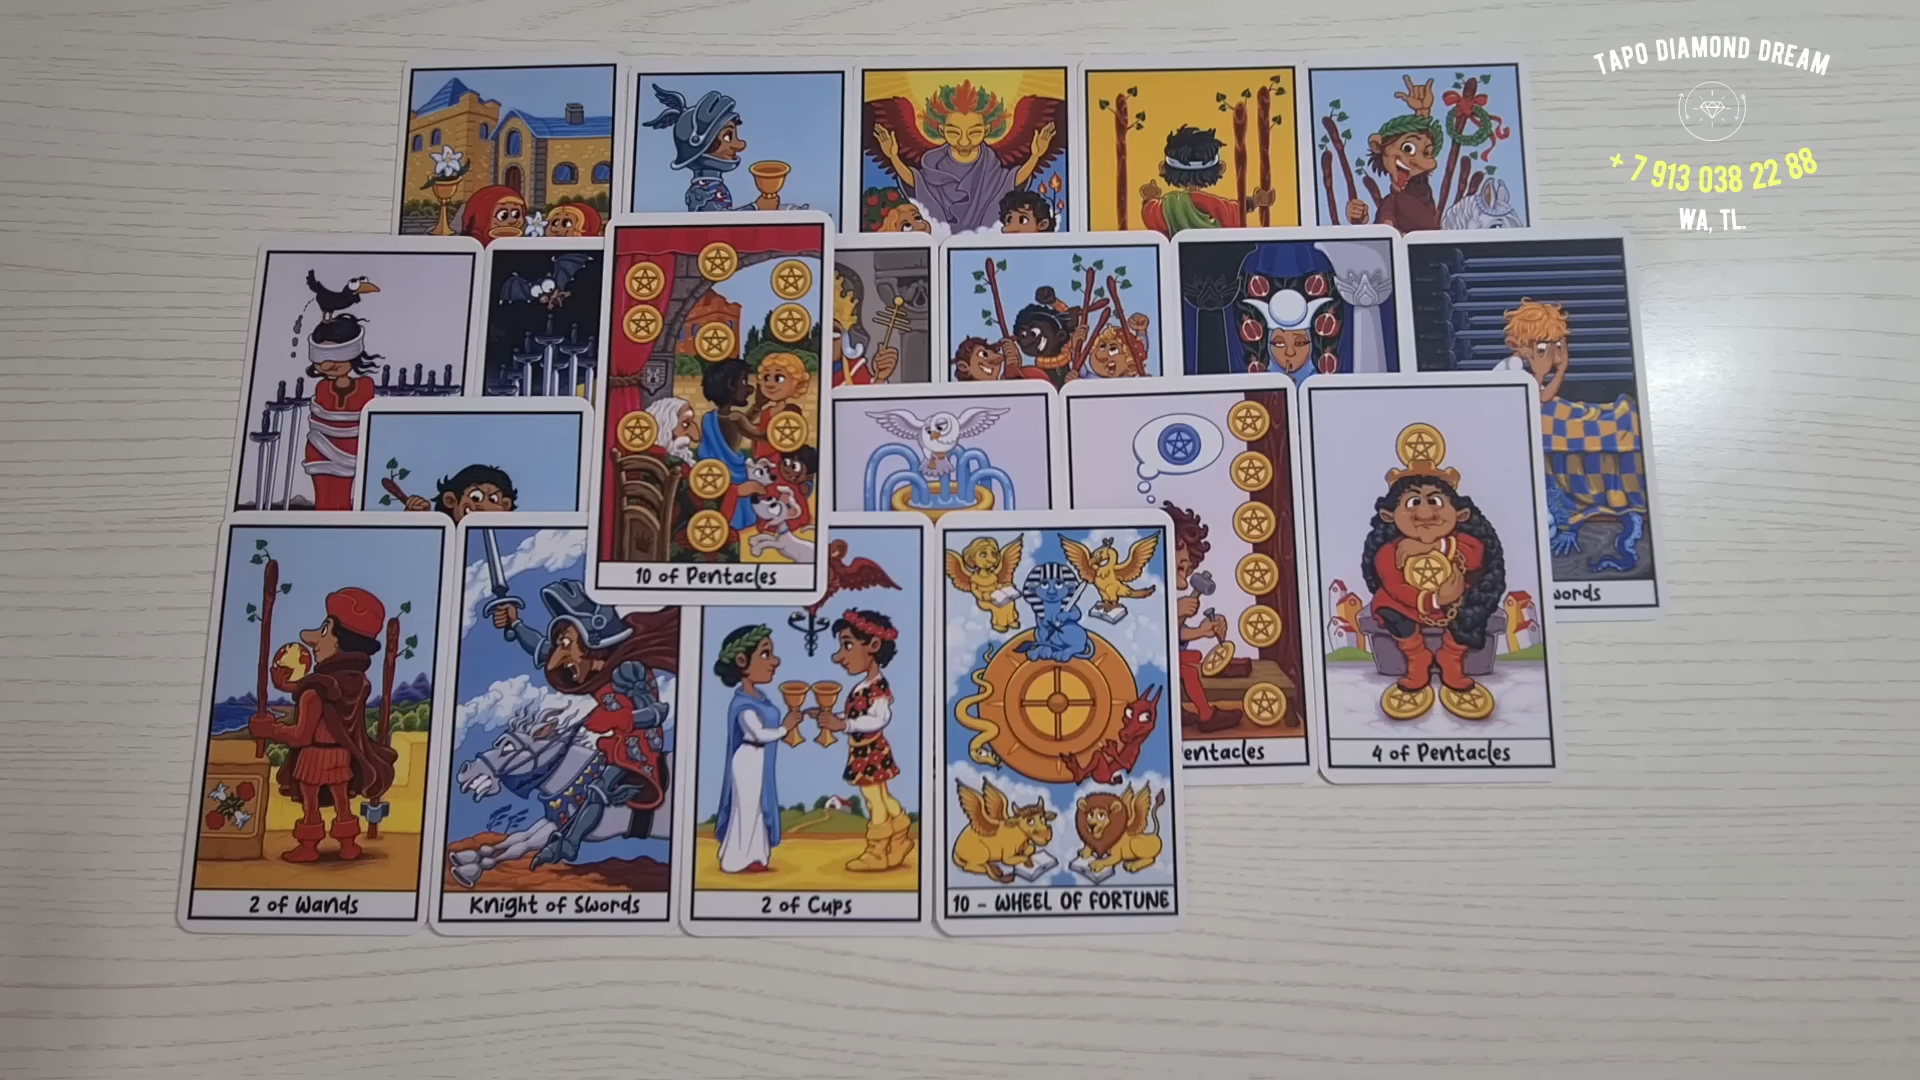 TAPO DIAMOND DREAM
+ 7 913 038 22 88
WA, TL.
10 of Pentacles
entacles
4 of Pentacles
2 of Wands
Knight of Swords
2 of Cups
10 - WHEEL OF FORTUNE